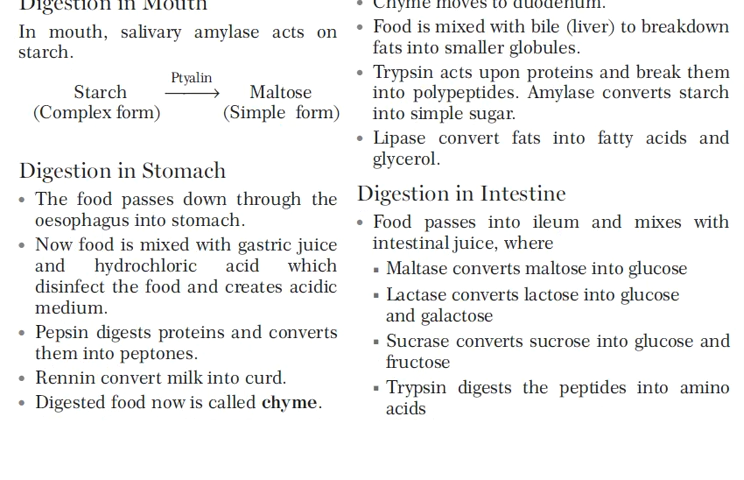 Digestion in Mouth
In mouth, salivary amylase acts on
starch.
Ptyalin
Starch ⟶ Maltose
(Complex form) (Simple form)
Digestion in Stomach
• The food passes down through the
oesophagus into stomach.
• Now food is mixed with gastric juice
and hydrochloric acid which
disinfect the food and creates acidic
medium.
• Pepsin digests proteins and converts
them into peptones.
• Rennin convert milk into curd.
• Digested food now is called chyme.
• Chyme moves to duodenum.
• Food is mixed with bile (liver) to breakdown
fats into smaller globules.
• Trypsin acts upon proteins and break them
into polypeptides. Amylase converts starch
into simple sugar.
• Lipase convert fats into fatty acids and
glycerol.
Digestion in Intestine
• Food passes into ileum and mixes with
intestinal juice, where
▪ Maltase converts maltose into glucose
▪ Lactase converts lactose into glucose
and galactose
▪ Sucrase converts sucrose into glucose and
fructose
▪ Trypsin digests the peptides into amino
acids